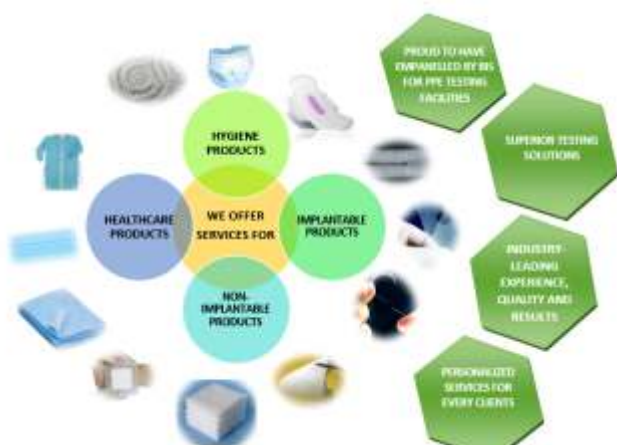 HYGIENE
PRODUCTS
HEALTHCARE
PRODUCTS
WE OFFER
SERVICES FOR
IMPLANTABLE
PRODUCTS
NON-
IMPLANTABLE
PRODUCTS
PROUD TO HAVE
EMPANELLED BY BIS
FOR PPE TESTING
FACILITIES
SUPERIOR TESTING
SOLUTIONS
INDUSTRY-
LEADING
EXPERIENCE,
QUALITY AND
RESULTS
PERSONALIZED
SERVICES FOR
EVERY CLIENTS